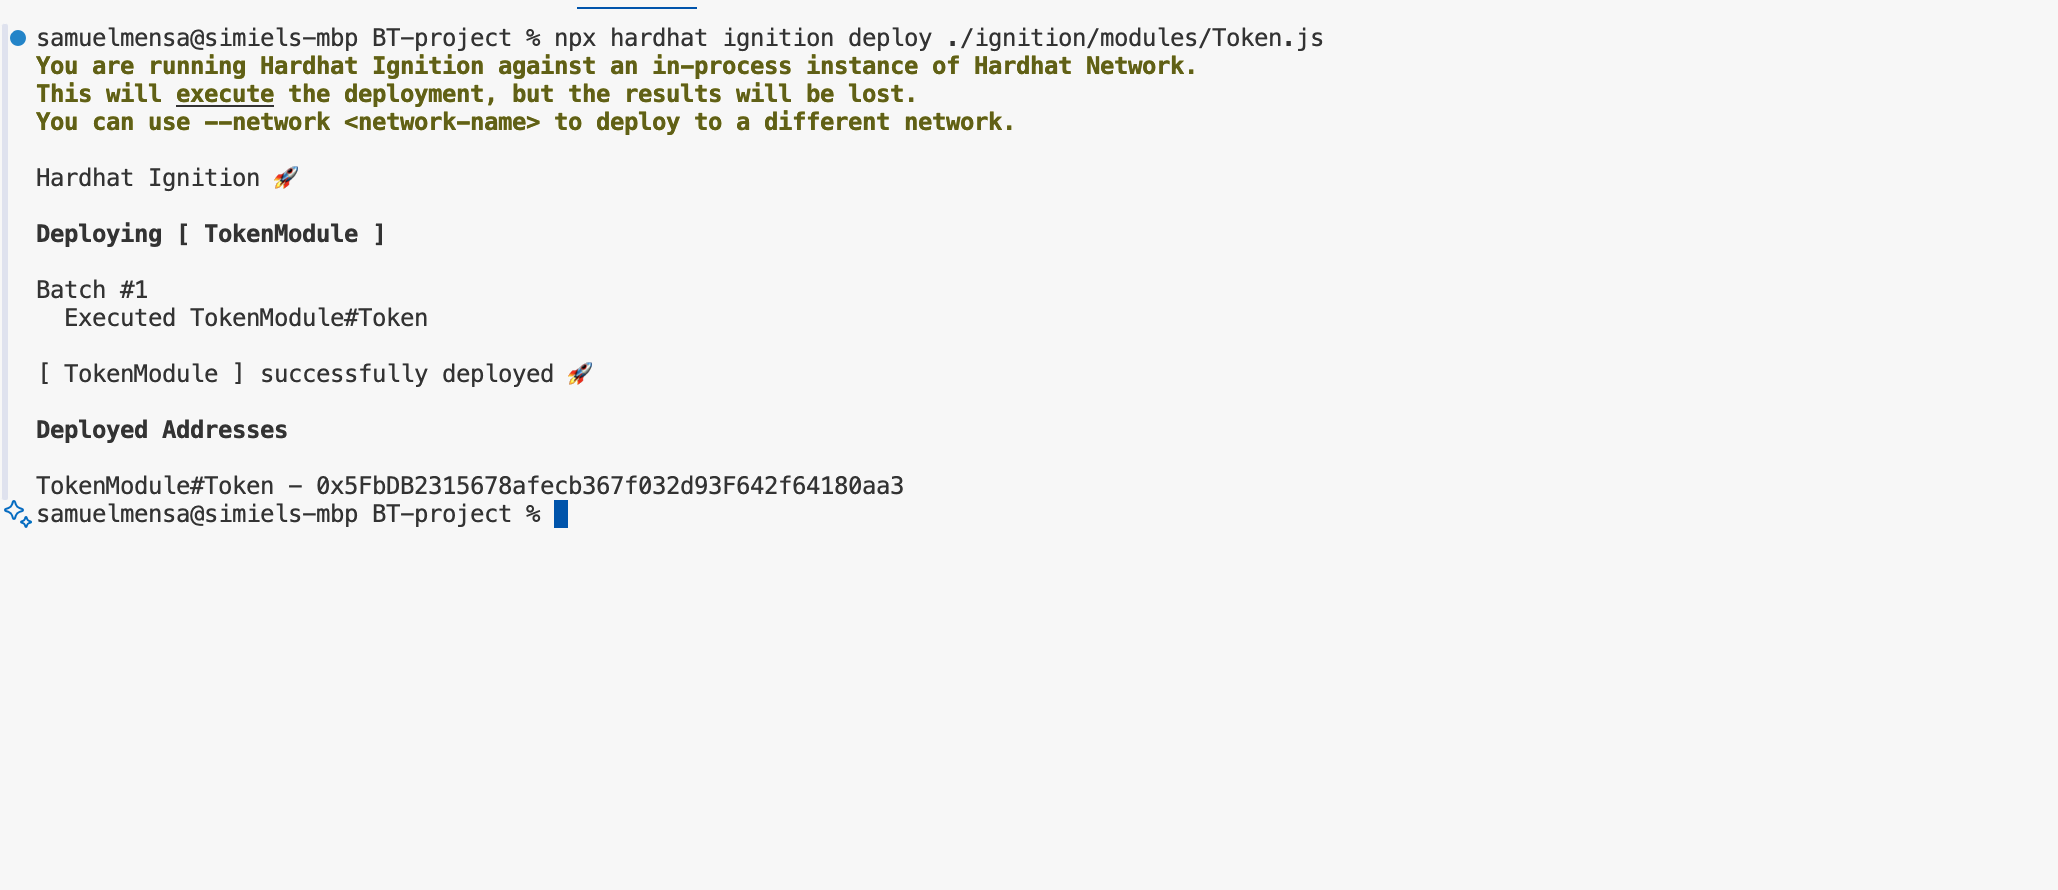 samuelmensa@simiels-mbp BT-project % npx hardhat ignition deploy ./ignition/modules/Token.js
You are running Hardhat Ignition against an in-process instance of Hardhat Network.
This will execute the deployment, but the results will be lost.
You can use --network <network-name> to deploy to a different network.
Hardhat Ignition 🚀
Deploying [ TokenModule ]
Batch #1
Executed TokenModule#Token
[ TokenModule ] successfully deployed 🚀
Deployed Addresses
TokenModule#Token - 0x5FbDB2315678afecb367f032d93F642f64180aa3
samuelmensa@simiels-mbp BT-project %